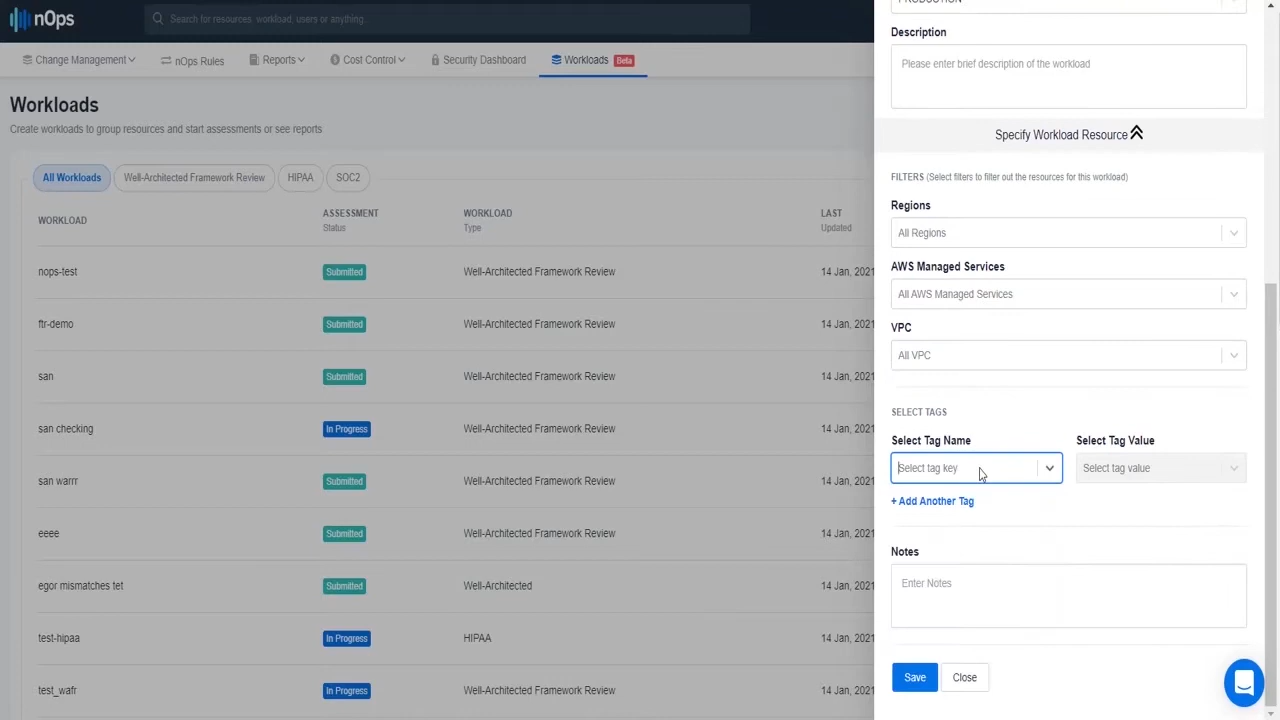 nOps
Search for resources, workload, users or anything.
Change Management
nOps Rules
Reports
Cost Control
Security Dashboard
Workloads Beta
Workloads
Create workloads to group resources and start assessments or see reports
All Workloads
Well-Architected Framework Review
HIPAA
SOC2
WORKLOAD
ASSESSMENT
Status
WORKLOAD
Type
LAST
Updated
nops-test Submitted Well-Architected Framework Review 14 Jan, 2021
ftr-demo Submitted Well-Architected Framework Review 14 Jan, 2021
san Submitted Well-Architected Framework Review 14 Jan, 2021
san checking In Progress Well-Architected Framework Review 14 Jan, 2021
san warrr Submitted Well-Architected Framework Review 14 Jan, 2021
eeee Submitted Well-Architected Framework Review 14 Jan, 2021
egor mismatches tet Submitted Well-Architected 14 Jan, 2021
test-hipaa In Progress HIPAA 14 Jan, 2021
test_wafr In Progress Well-Architected Framework Review 14 Jan, 2021
PRODUCTION
Description
Please enter brief description of the workload
Specify Workload Resource
FILTERS (Select filters to filter out the resources for this workload)
Regions
All Regions
AWS Managed Services
All AWS Managed Services
VPC
All VPC
SELECT TAGS
Select Tag Name Select Tag Value
Select tag key Select tag value
+ Add Another Tag
Notes
Enter Notes
Save Close